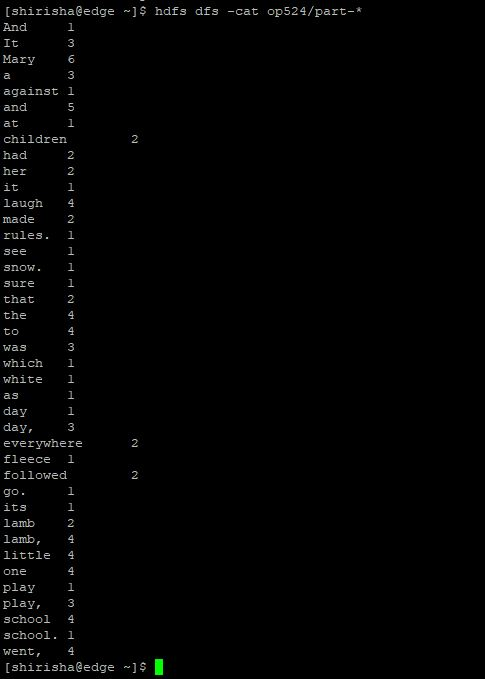 [shirisha@edge ~]$ hdfs dfs -cat op524/part-*
And 1
It 3
Mary 6
a 3
against 1
and 5
at 1
children 2
had 2
her 2
it 1
laugh 4
made 2
rules. 1
see 1
snow. 1
sure 1
that 2
the 4
to 4
was 3
which 1
white 1
as 1
day 1
day, 3
everywhere 2
fleece 1
followed 2
go. 1
its 1
lamb 2
lamb, 4
little 4
one 4
play 1
play, 3
school 4
school. 1
went, 4
[shirisha@edge ~]$